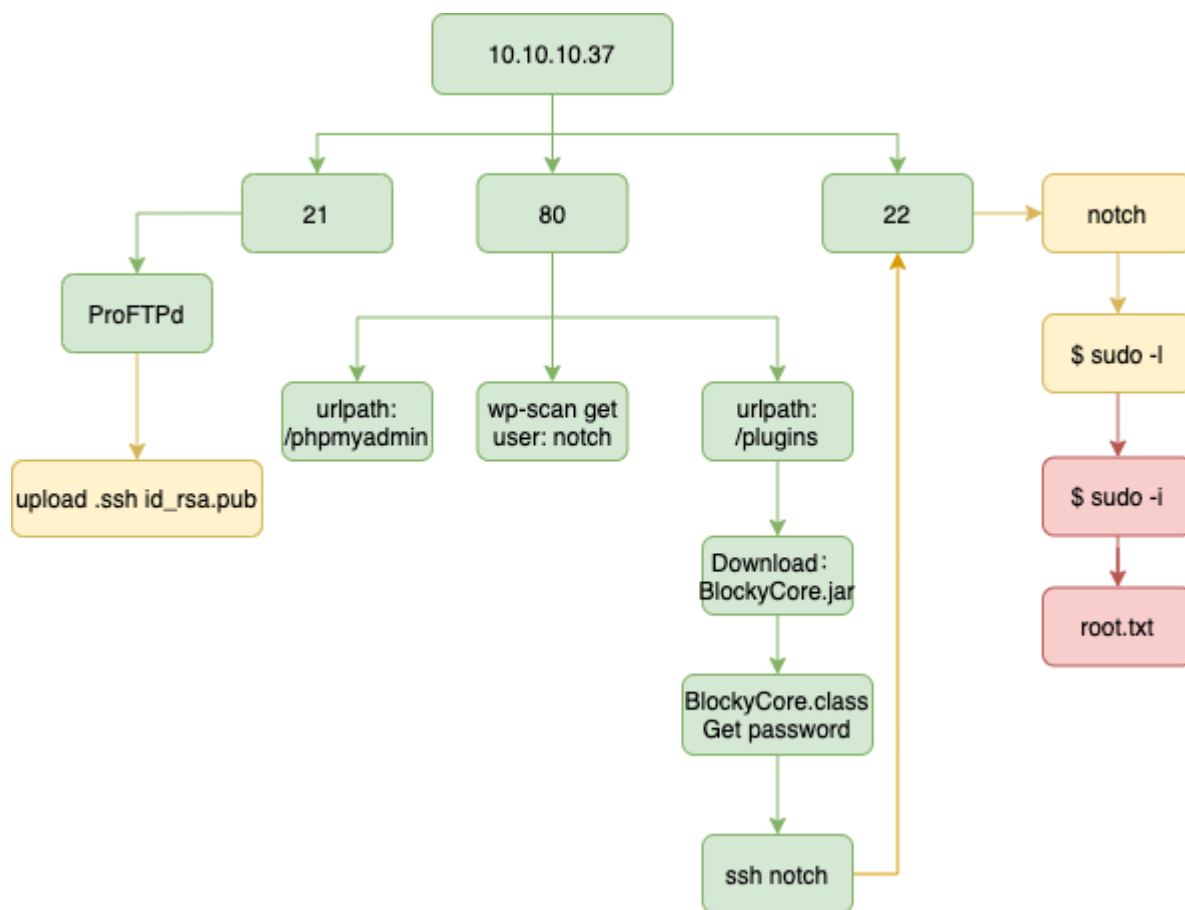 10.10.10.37
21
80
22
notch
ProFTPd
$ sudo -l
urlpath:
/phpmyadmin
wp-scan get
user: notch
urlpath:
/plugins
upload .ssh id_rsa.pub
$ sudo -i
Download：
BlockyCore.jar
root.txt
BlockyCore.class
Get password
ssh notch